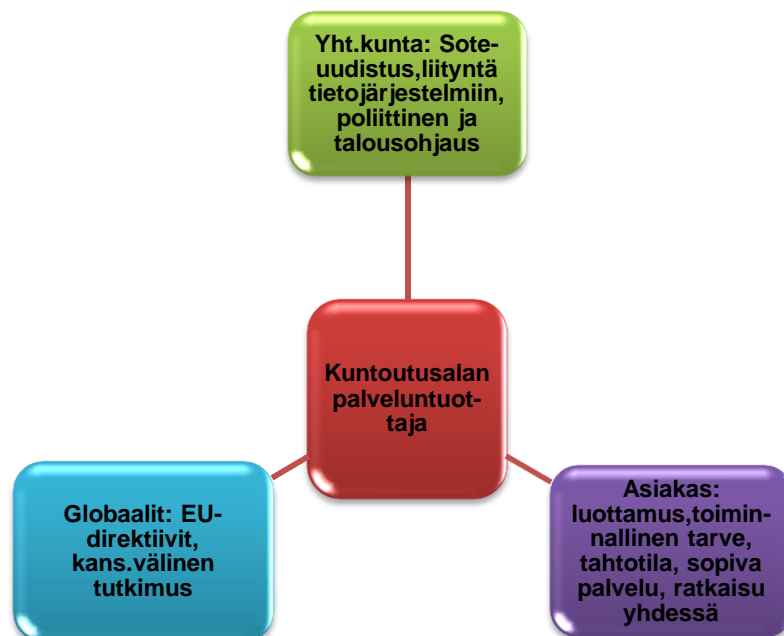 Yht.kunta: Sote-
uudistus,liityntä
tietojärjestelmiin,
poliittinen ja
talousohjaus
Kuntoutusalan
palveluntuot-
taja
Globaalit: EU-
direktiivit,
kans.välinen
tutkimus
Asiakas:
luottamus,toimin-
nallinen tarve,
tahtotila, sopiva
palvelu, ratkaisu
yhdessä